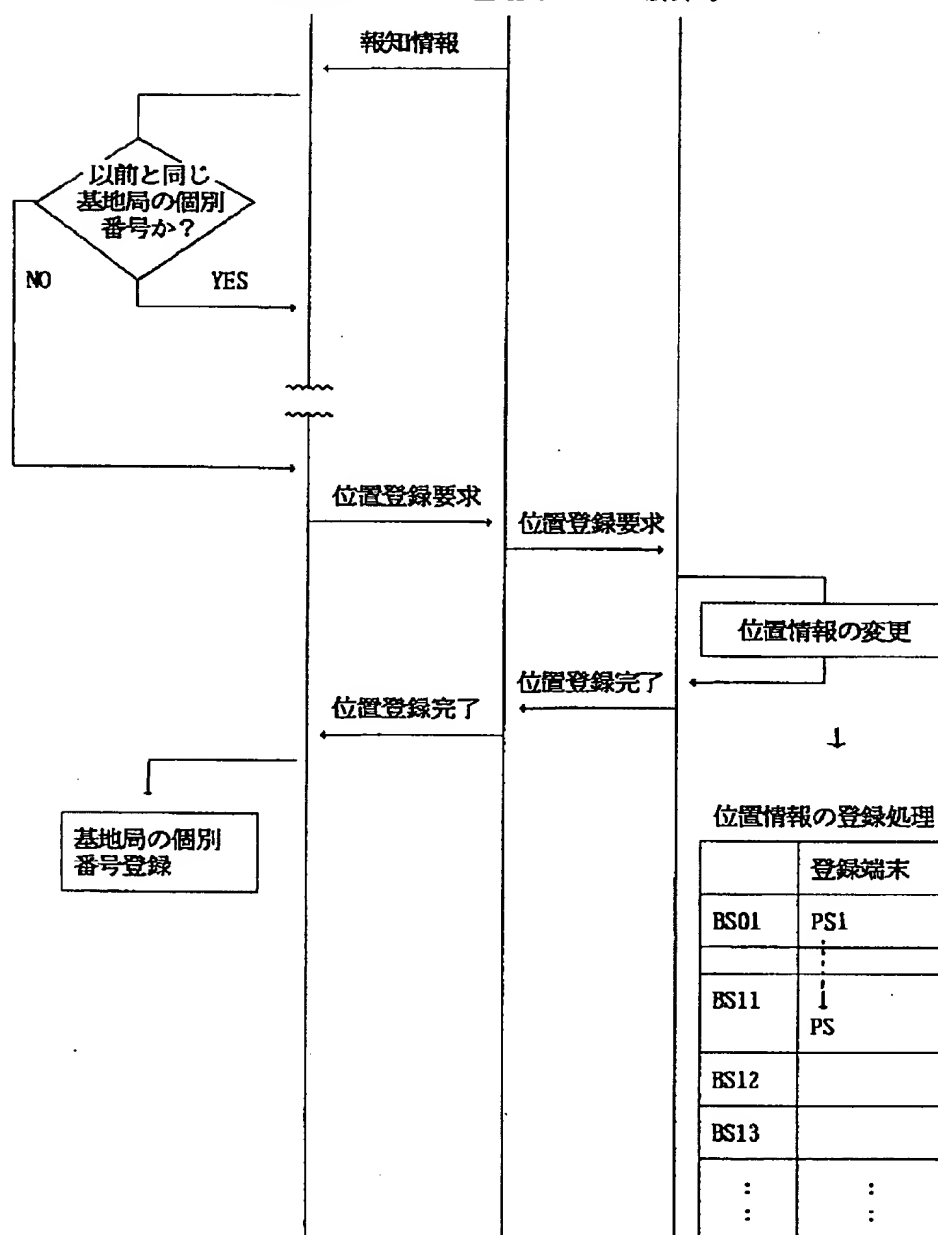 報知情報
以前と同じ
基地局の個別
番号か?
NO
YES
位置登録要求
位置登録要求
位置情報の変更
位置登録完了
位置登録完了
基地局の個別
番号登録
位置情報の登録処理
登録端末
BS01 PS1
BS11
PS
BS12
BS13
: :
: :